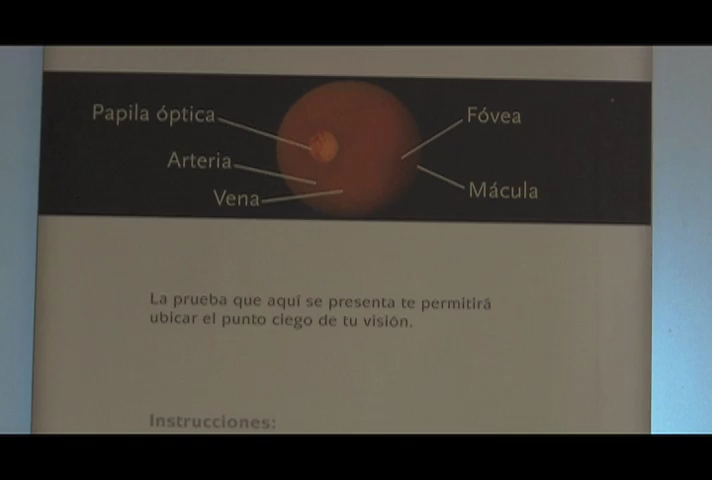 Papila óptica
Arteria
Vena
Fóvea
Mácula
La prueba que aquí se presenta te permitirá
ubicar el punto ciego de tu visión.
Instrucciones: